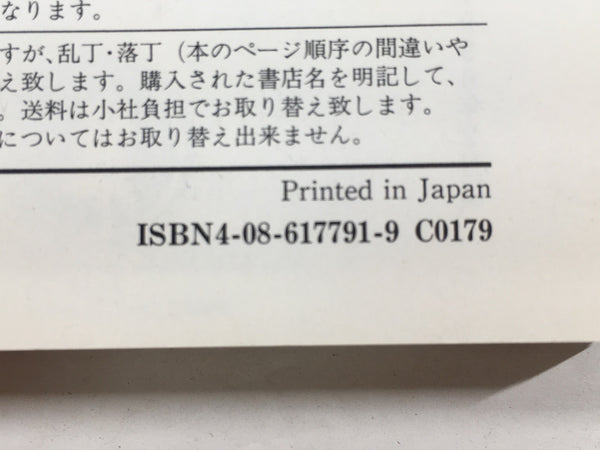 なります。
すが、乱丁・落丁（本のページ順序の間違いや
え致します。購入された書店名を明記して、
。送料は小社負担でお取り替え致します。
についてはお取り替え出来ません。
Printed in Japan
ISBN4-08-617791-9 C0179